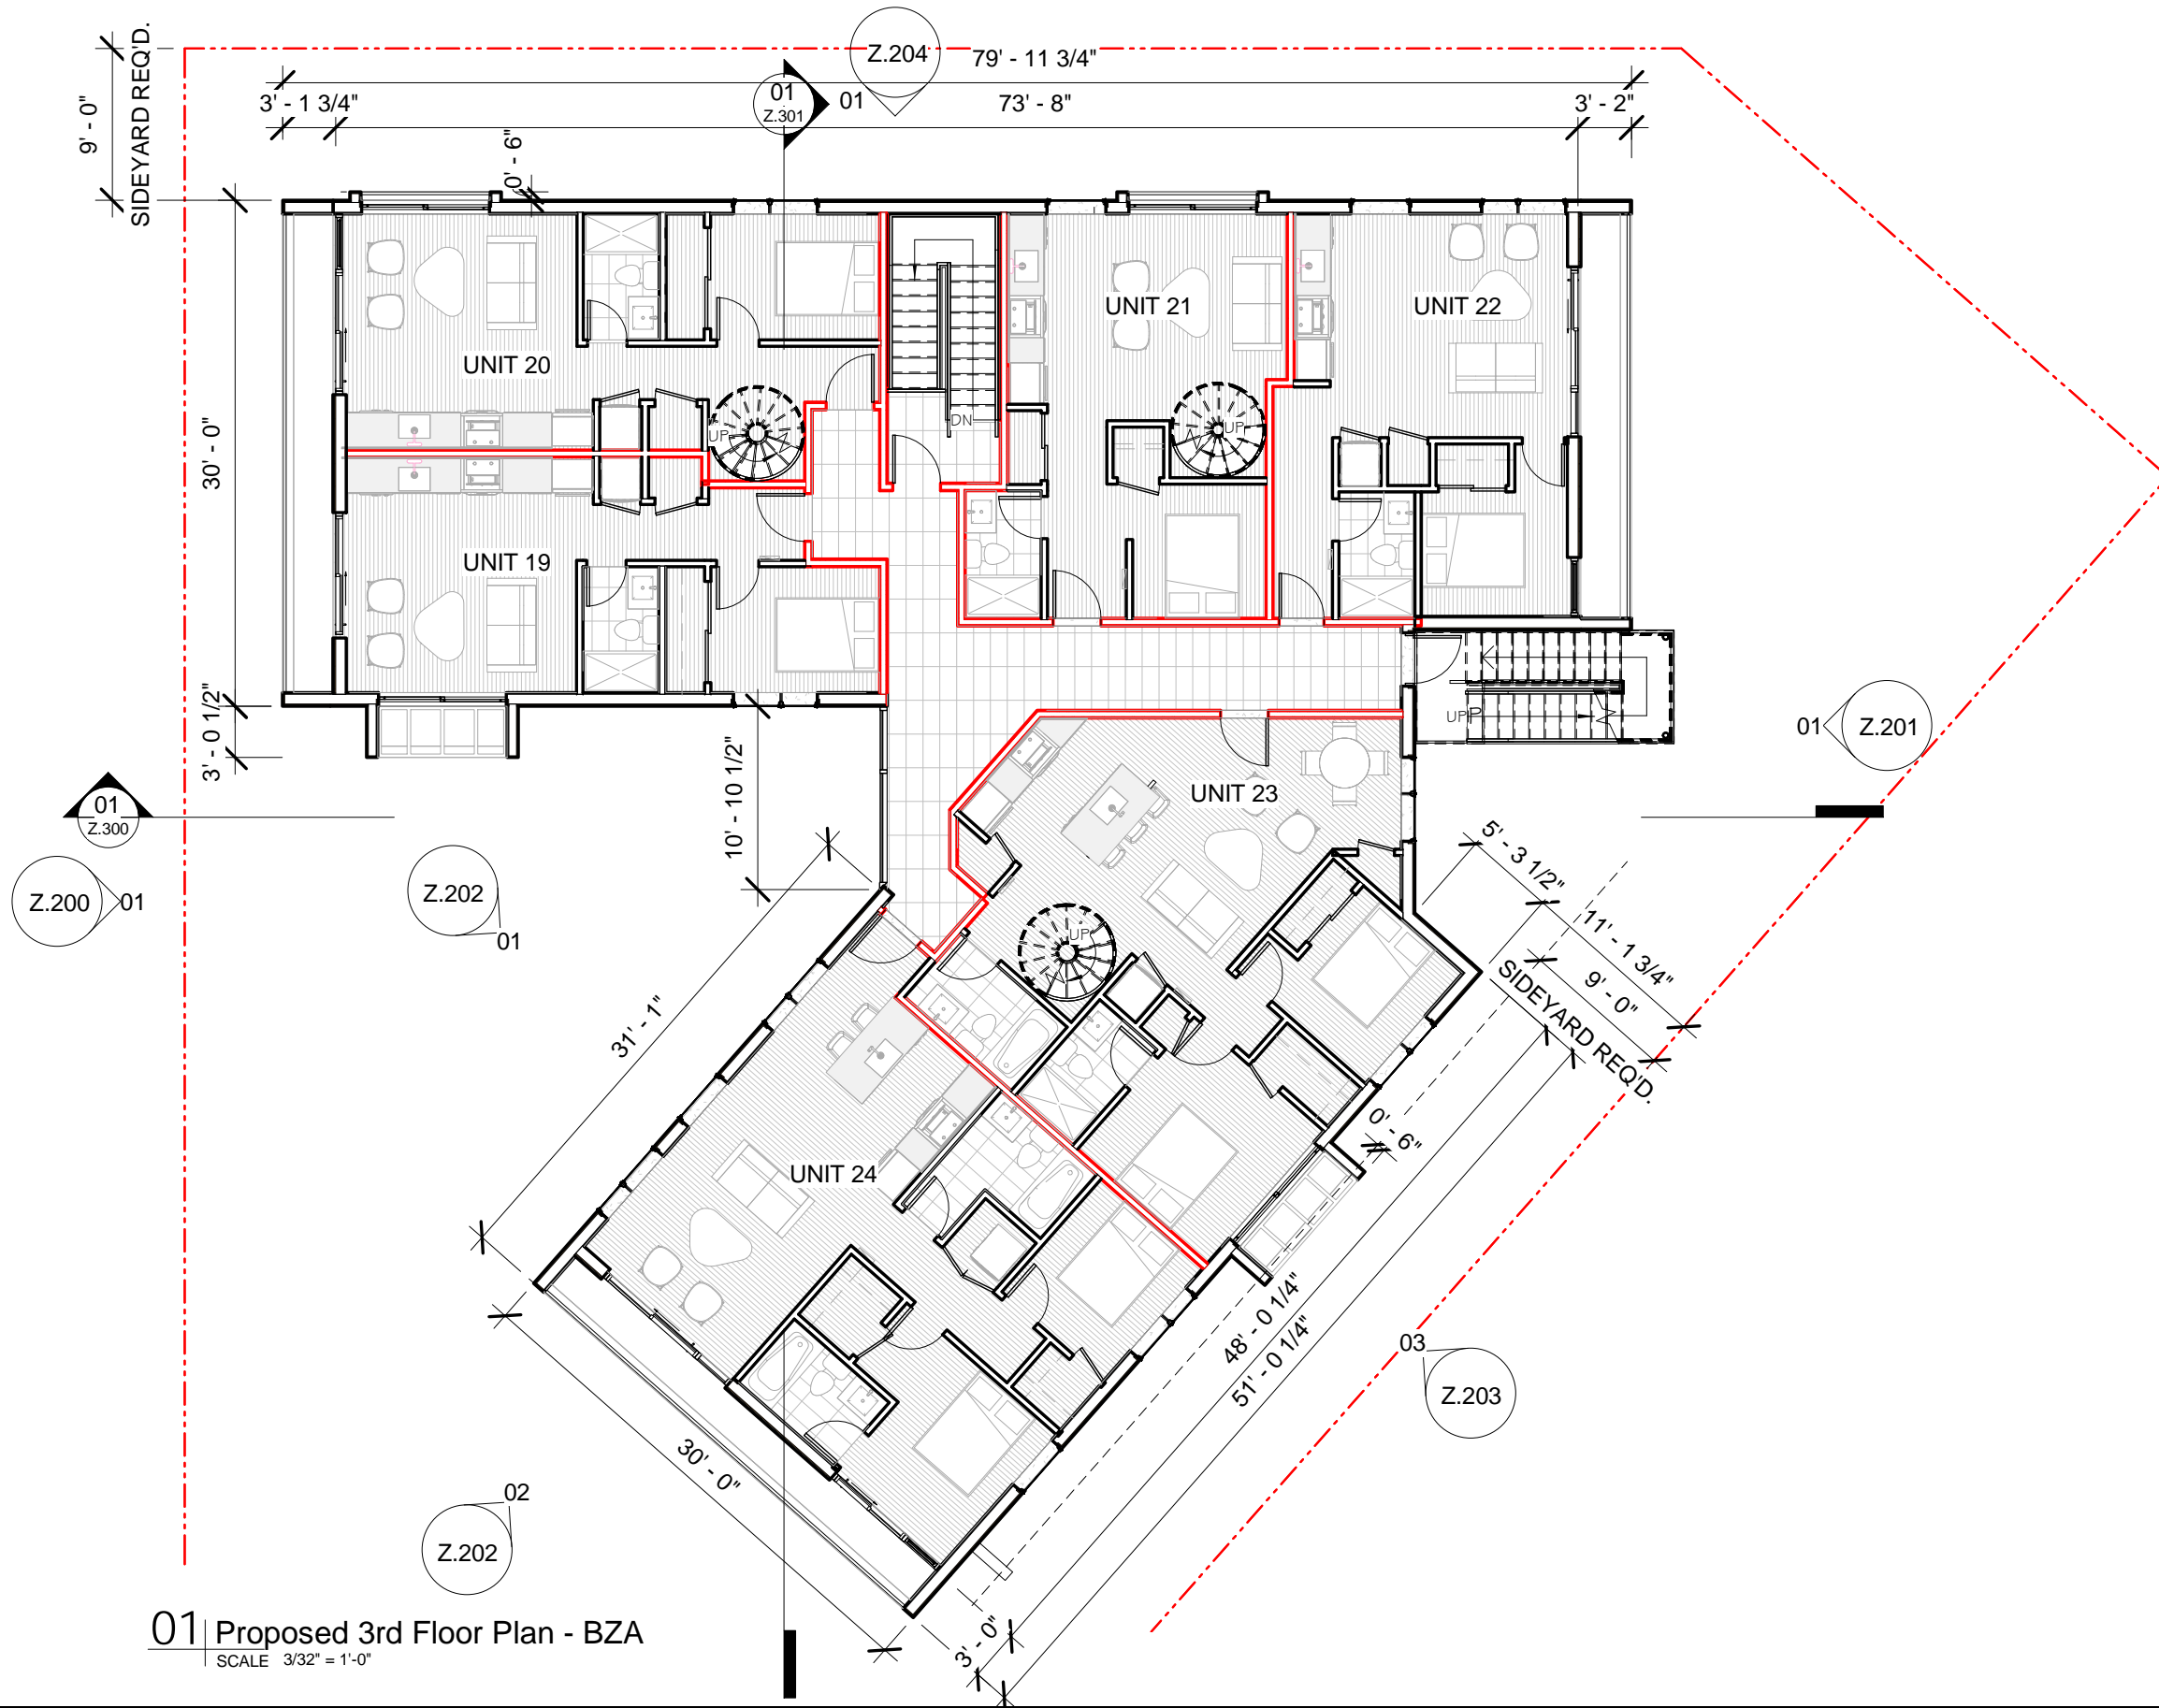 Z.204
79' - 11 3/4"
9' - 0"
SIDEYARD REQ'D.
3' - 1 3/4"
01
Z.301
01
73' - 8"
3' - 2"
0' - 6"
UNIT 20
UNIT 21
UNIT 22
30' - 0"
UP
DN
UP
UNIT 19
3' - 0 1/2"
10' - 10 1/2"
UP
01
Z.201
01
Z.300
UNIT 23
Z.200
01
Z.202
01
5' - 3 1/2"
11' - 1 3/4"
9' - 0"
SIDEYARD REQ'D.
UP
31' - 1"
0' - 6"
UNIT 24
48' - 0 1/4"
51' - 0 1/4"
03
Z.203
30' - 0"
02
Z.202
3' - 0"
01 Proposed 3rd Floor Plan - BZA
SCALE 3/32" = 1'-0"